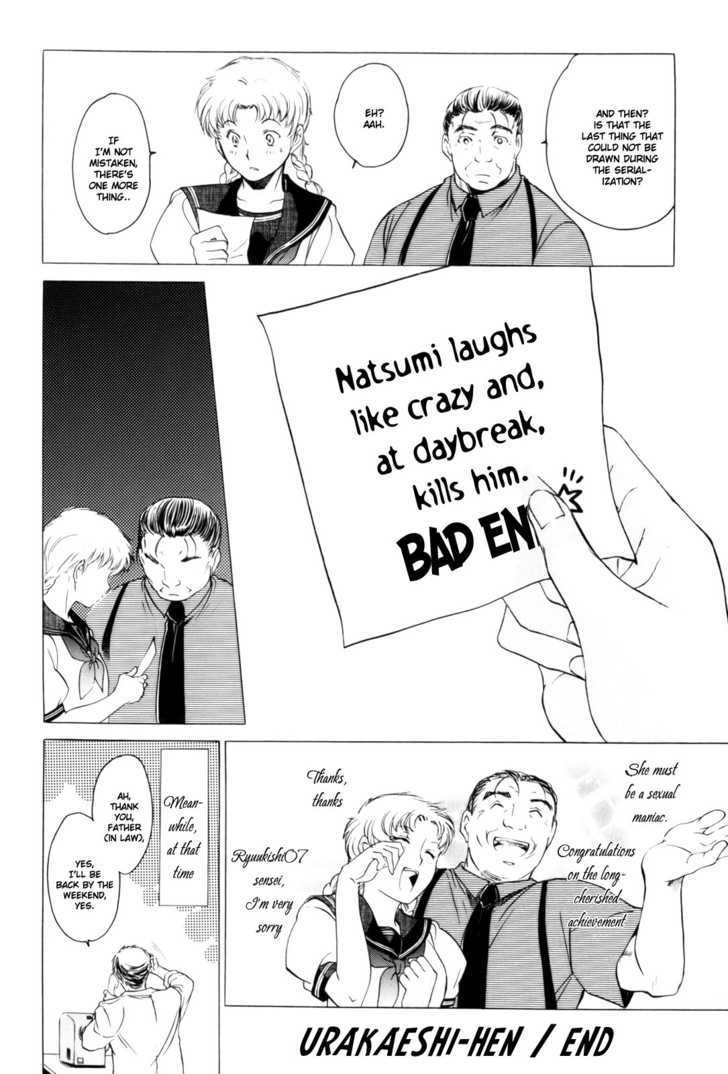 AND THEN?
IS THAT THE
LAST THING THAT
COULD NOT BE
DRAWN DURING
THE SERIAL-
IZATION?
EH?
AAH.
IF
I'M NOT
MISTAKEN,
THERE'S
ONE MORE
THING..
Natsumi laughs
like crazy and,
at daybreak,
kills him.
BAD EN
She must
be a sexual
maniac.
Congratulations
on the long-
cherished
achievement
Thanks,
thanks
Ryuukishi07
sensei,
I'm very
sorry
Mean-
while,
at that
time
AH,
THANK
YOU,
FATHER
(IN LAW),
YES,
I'LL BE
BACK BY THE
WEEKEND,
YES.
URAKAESHI-HEN / END